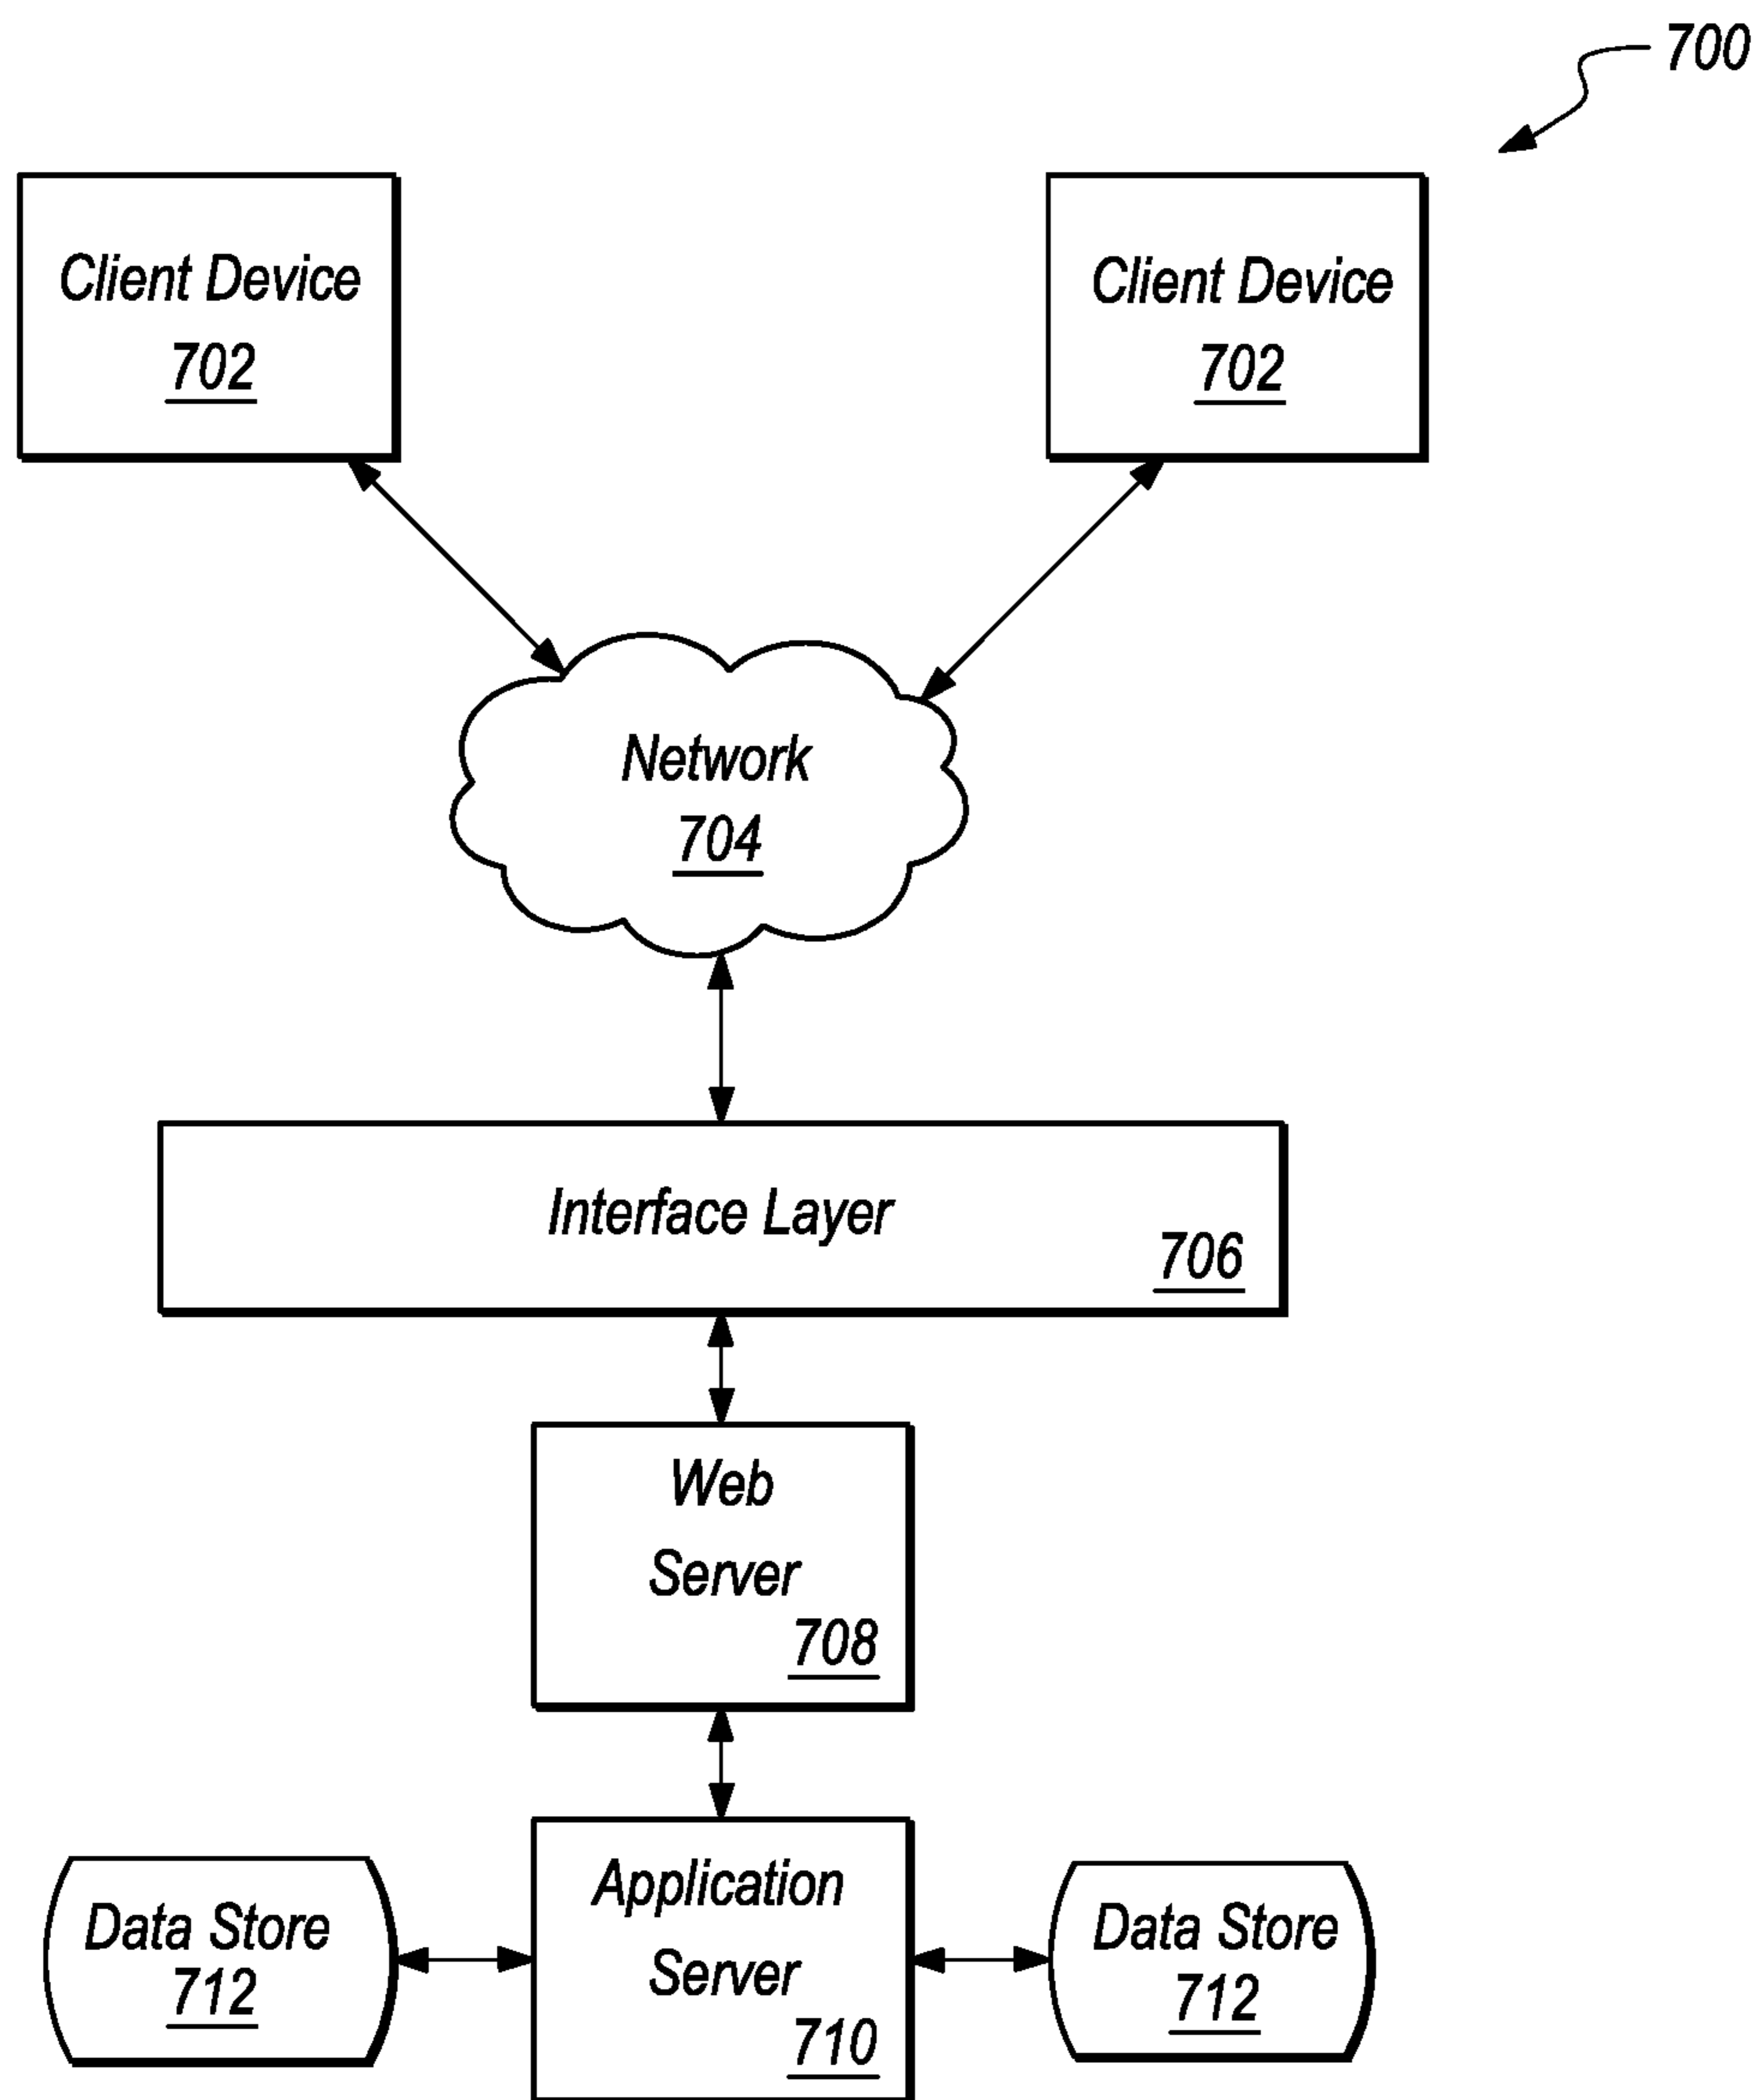 700
Client Device
702
Client Device
702
Network
704
Interface Layer
706
Web
Server
708
Application
Server
710
Data Store
712
Data Store
712